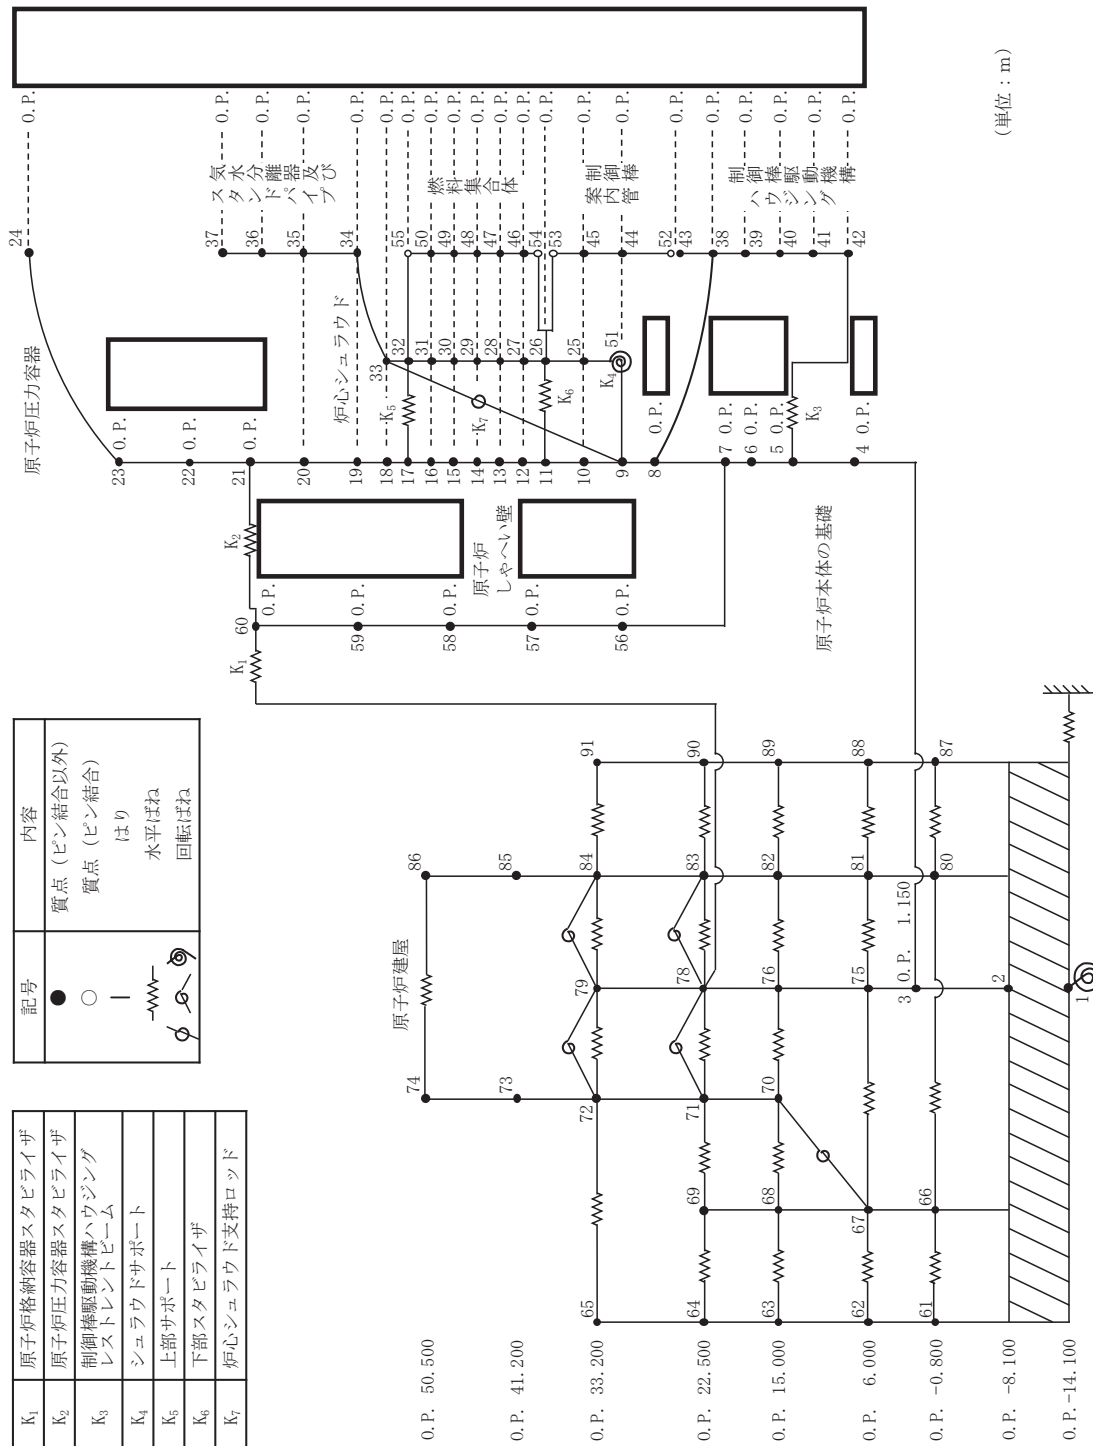 K₁ 原子炉格納容器スタビライザ
K₂ 原子炉圧力容器スタビライザ
K₃ 制御棒駆動機構ハウジング
レストレントビーム
K₄ シュラウドサポート
K₅ 上部サポート
K₆ 下部スタビライザ
K₇ 炉心シュラウド支持ロッド
記号 内容
質点（ピン結合以外）
質点（ピン結合）
はり
水平ばね
回転ばね
原子炉建屋
O.P. 50.500
O.P. 41.200
O.P. 33.200
O.P. 22.500
O.P. 15.000
O.P. 6.000
O.P. -0.800
O.P. -8.100
O.P. -14.100
74 86
73 85
65 72 79 84 91
64 69 71 78 83 90
63 68 70 76 82 89
62 67 75 81 88
3 O.P. 1.150
61 66 80 87
2
1
K₁
60 O.P.
59 O.P.
58 O.P.
57
56 O.P.
原子炉
しゃへい壁
原子炉本体の基礎
K₂
原子炉圧力容器
23 O.P.
22 O.P.
21 O.P.
20
19
18
17
16
15
14
13
12
11
10
9
8 O.P.
7 O.P.
6 O.P.
5 O.P.
4 O.P.
K₃
炉心シュラウド
K₅
K₇
K₆
K₄
33
32
31
30
29
28
27
26
25
51
24 O.P.
37 O.P.
36 O.P.
35 O.P.
34 O.P.
O.P.
55 O.P.
50 O.P.
49 O.P.
48 O.P.
47 O.P.
46 O.P.
54 O.P.
53
45 O.P.
44 O.P.
52
43 O.P.
38 O.P.
39 O.P.
40 O.P.
41 O.P.
42 O.P.
気水分離器及び
スタンドパイプ
燃料集合体
制御棒
案内管
制御棒駆動機構
ハウジング
(単位：m)